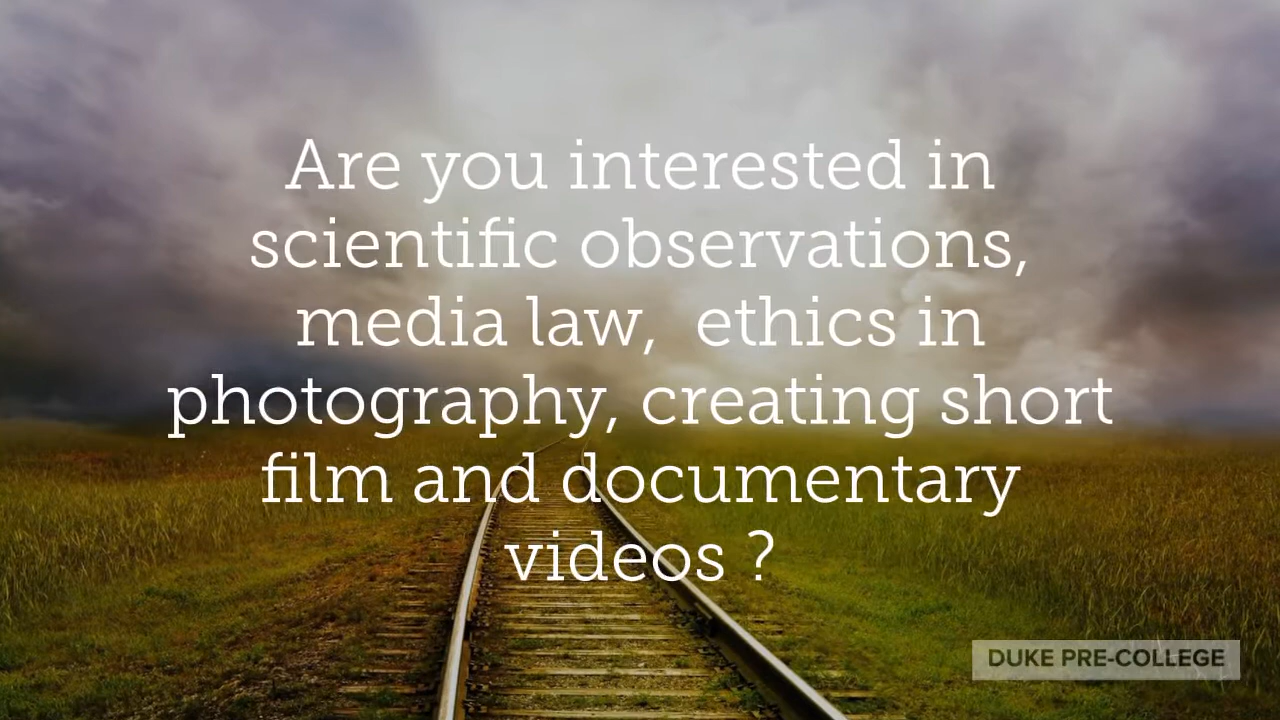 Are you interested in
scientific observations,
media law,  ethics in
photography, creating short
film and documentary
videos ?
DUKE PRE-COLLEGE